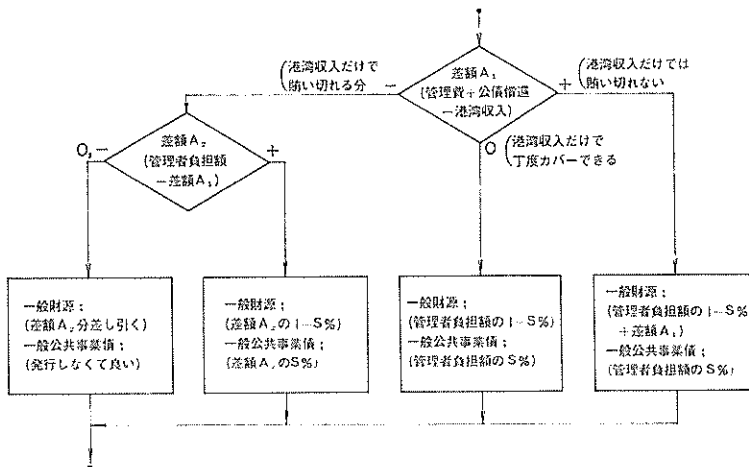 (港湾収入だけで
賄い切れる分
−
差額A₁
(管理費+公債償還
−港湾収入)
+
(港湾収入だけでは
賄い切れない
0
(港湾収入だけで
丁度カバーできる
0, −
差額A₂
(管理者負担額
−差額A₁)
+
一般財源;
(差額A₂分差し引く)
一般公共事業債;
(発行しなくて良い)
一般財源;
(差額A₂の1−S%)
一般公共事業債;
(差額A₂のS%)
一般財源;
(管理者負担額の1−S%)
一般公共事業債;
(管理者負担額のS%)
一般財源;
(管理者負担額の1−S%
+差額A₁)
一般公共事業債;
(管理者負担額のS%)